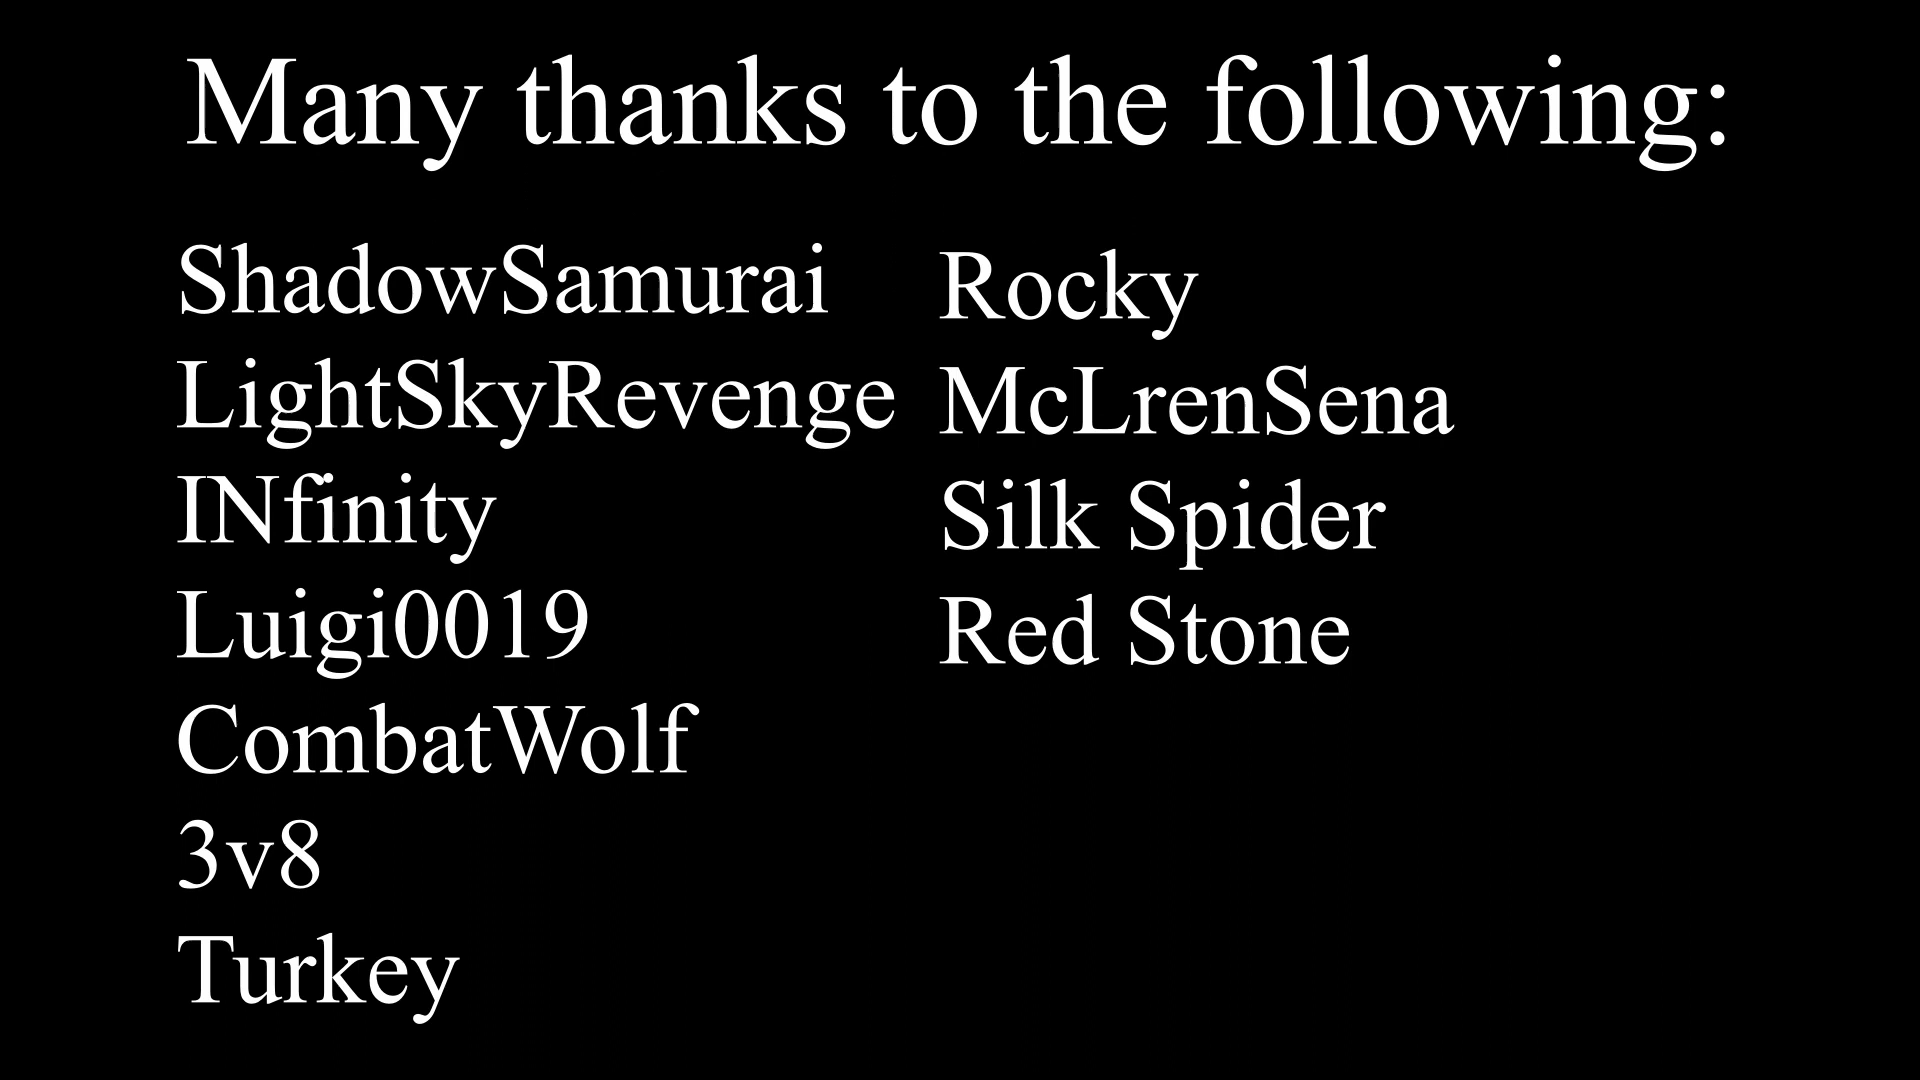 Many thanks to the following:
ShadowSamurai
LightSkyRevenge
INfinity
Luigi0019
CombatWolf
3v8
Turkey
Rocky
McLrenSena
Silk Spider
Red Stone